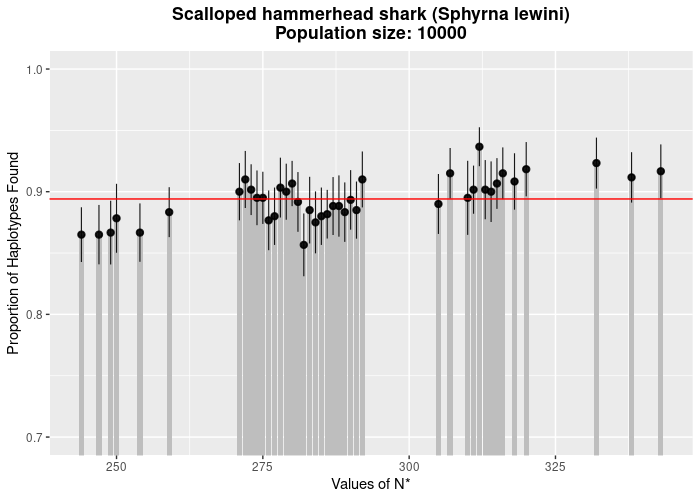 Scalloped hammerhead shark (Sphyrna lewini)
Population size: 10000
Proportion of Haplotypes Found
1.0
0.9
0.8
0.7
250 275 300 325
Values of N*